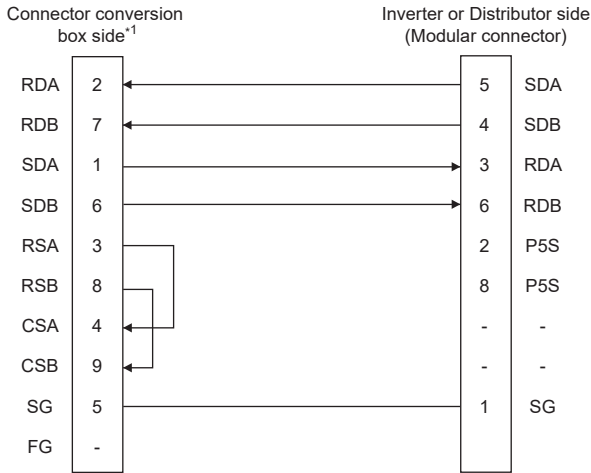 Connector conversion
box side*1
Inverter or Distributor side
(Modular connector)
RDA 2 5 SDA
RDB 7 4 SDB
SDA 1 3 RDA
SDB 6 6 RDB
RSA 3 2 P5S
RSB 8 8 P5S
CSA 4 - -
CSB 9 - -
SG 5 1 SG
FG -